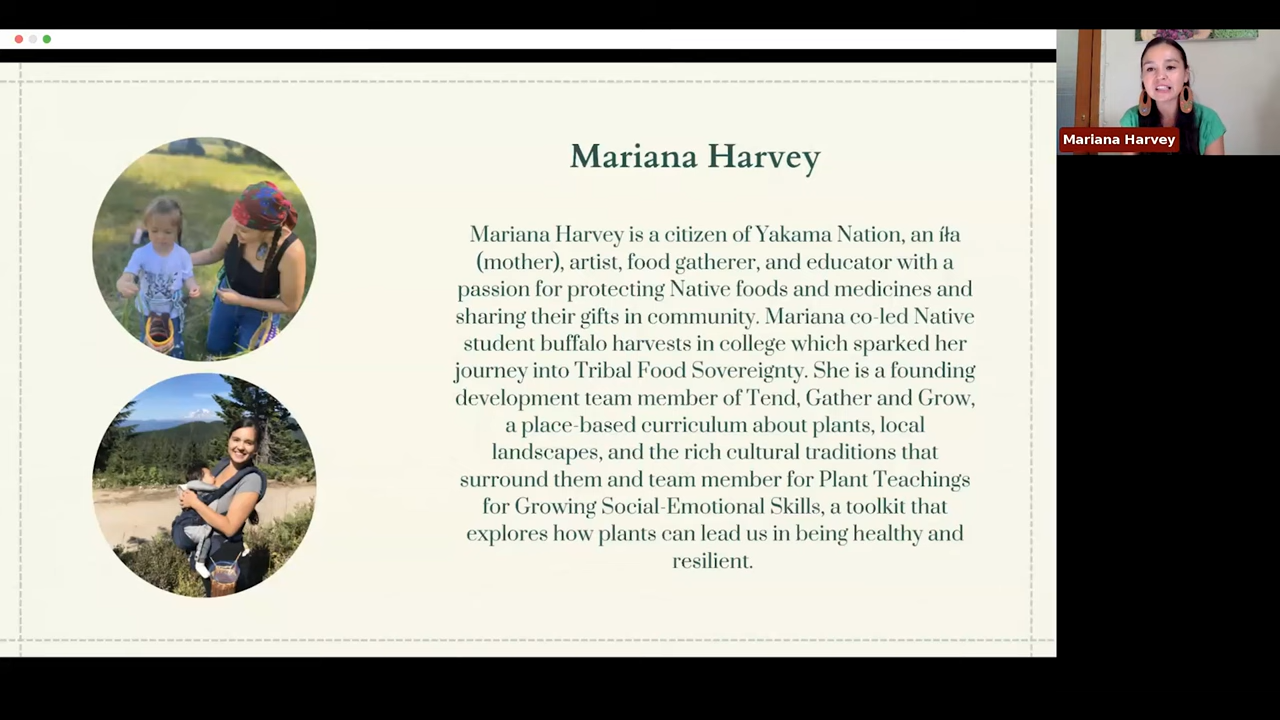 Mariana Harvey
Mariana Harvey
Mariana Harvey is a citizen of Yakama Nation, an íła
(mother), artist, food gatherer, and educator with a
passion for protecting Native foods and medicines and
sharing their gifts in community. Mariana co-led Native
student buffalo harvests in college which sparked her
journey into Tribal Food Sovereignty. She is a founding
development team member of Tend, Gather and Grow,
a place-based curriculum about plants, local
landscapes, and the rich cultural traditions that
surround them and team member for Plant Teachings
for Growing Social-Emotional Skills, a toolkit that
explores how plants can lead us in being healthy and
resilient.